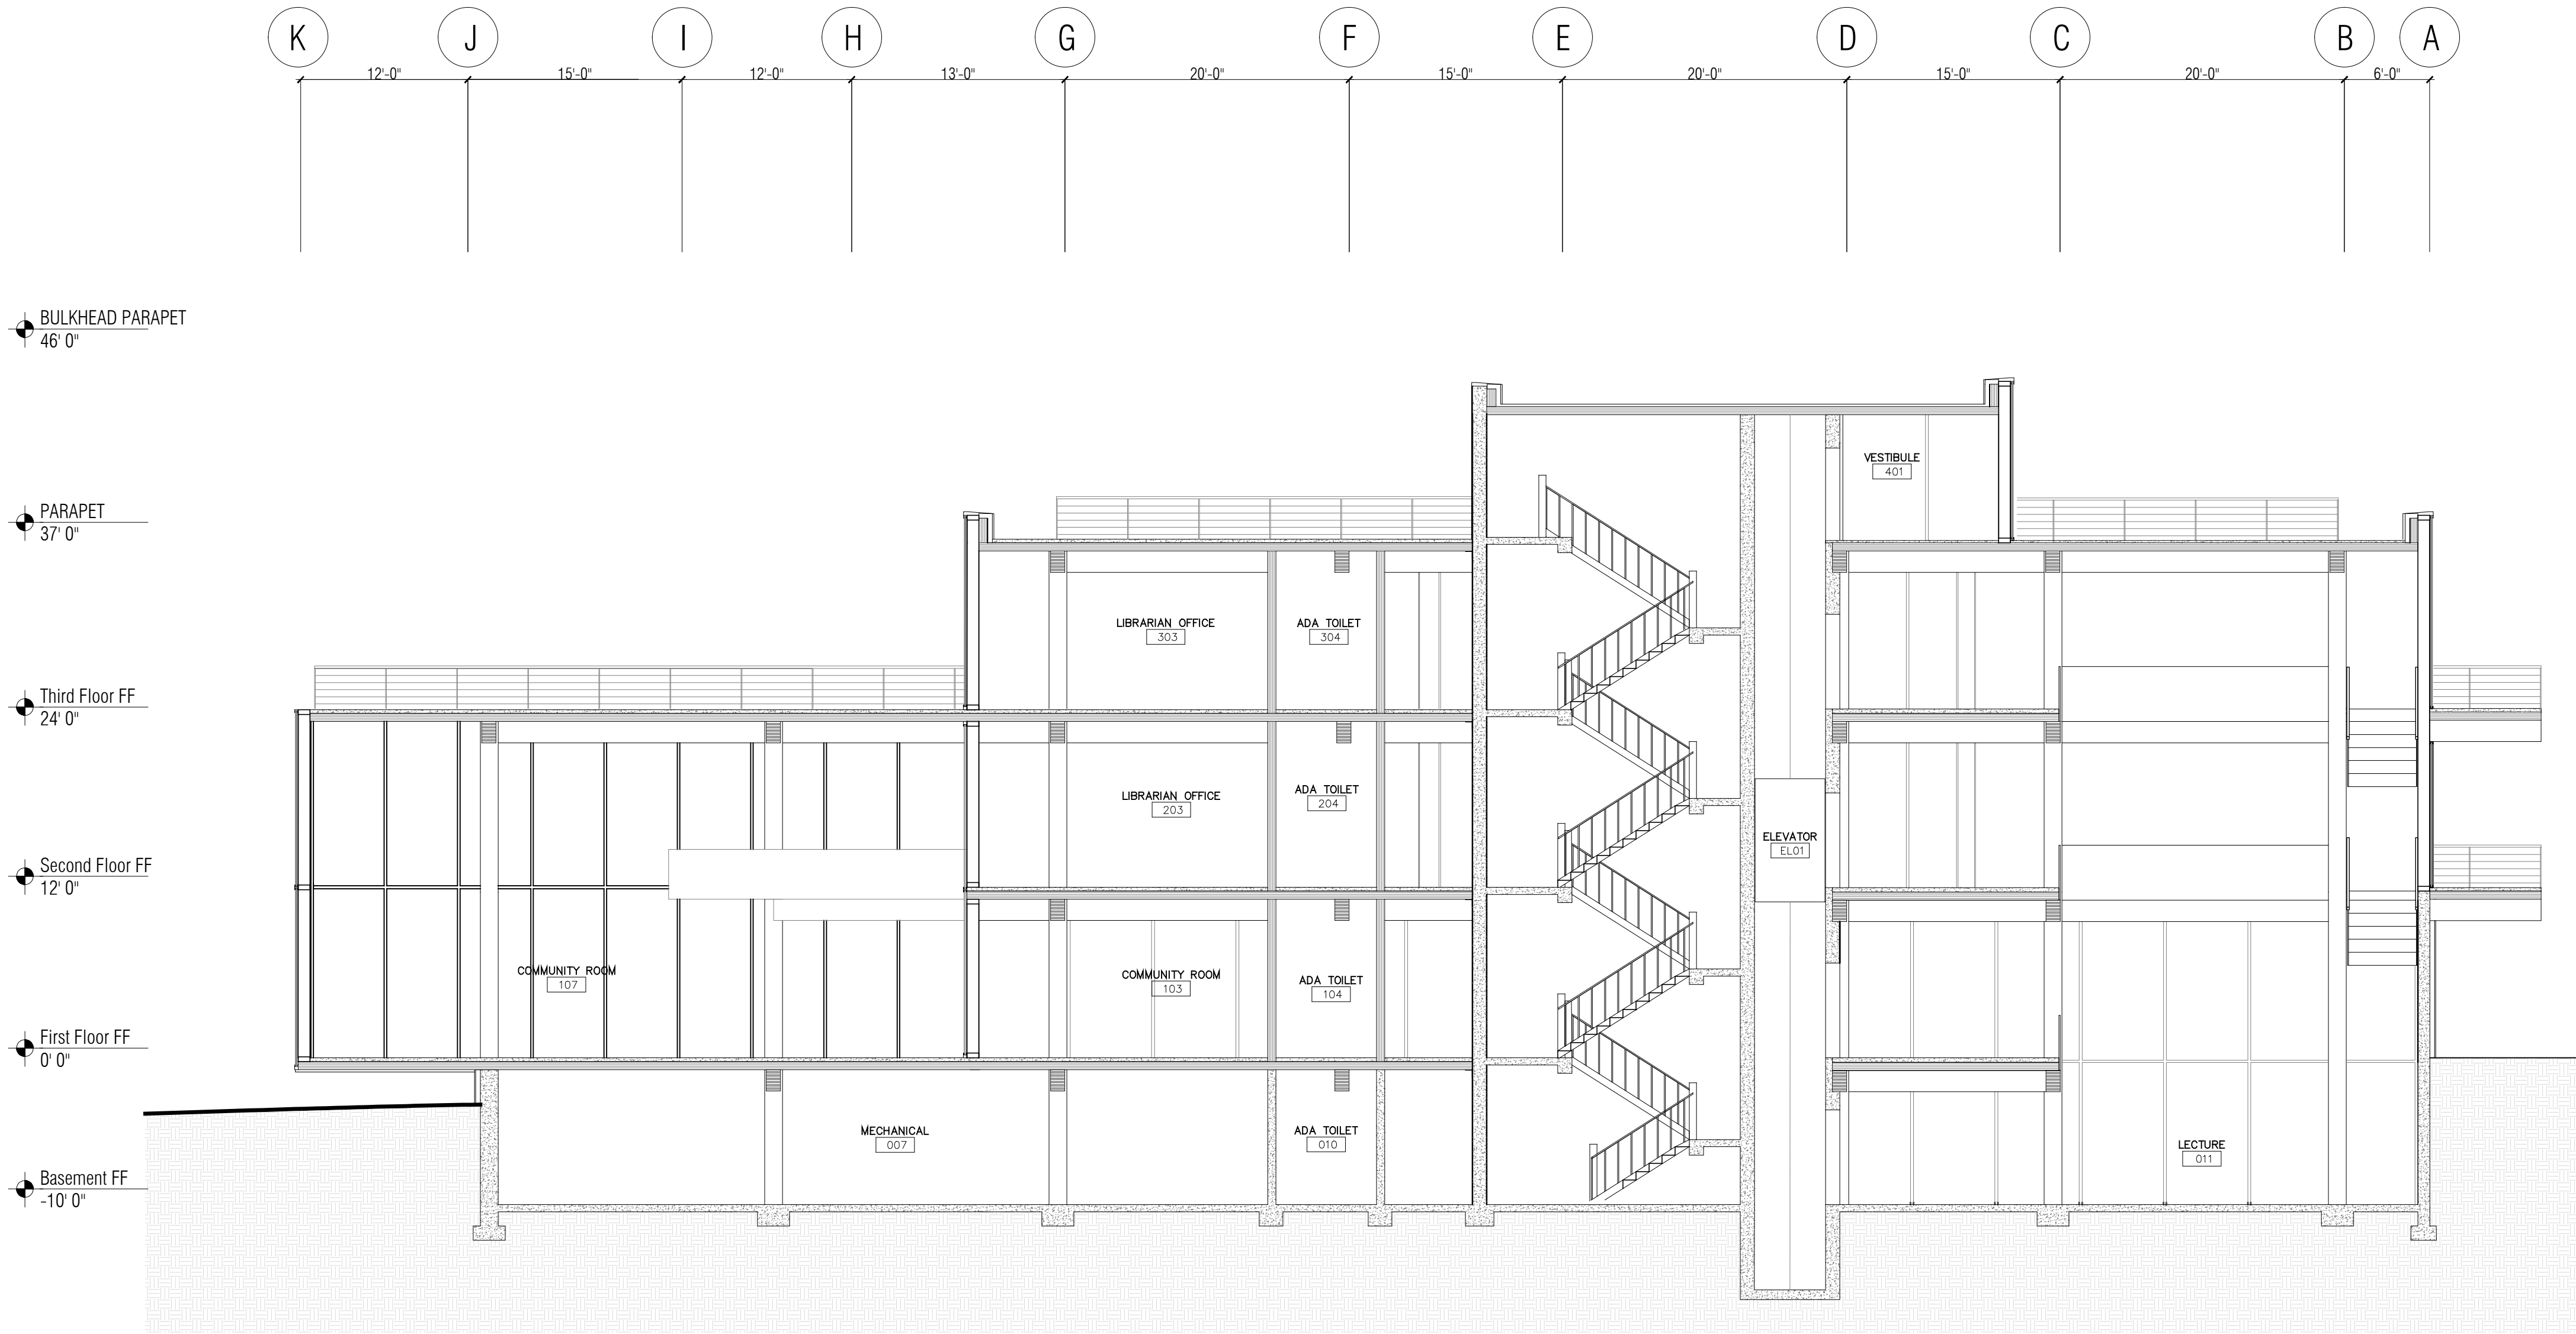 K J I H G F E D C B A
12'-0" 15'-0" 12'-0" 13'-0" 20'-0" 15'-0" 20'-0" 15'-0" 20'-0" 6'-0"
BULKHEAD PARAPET
46' 0"
VESTIBULE
401
PARAPET
37' 0"
LIBRARIAN OFFICE
303
ADA TOILET
304
Third Floor FF
24' 0"
LIBRARIAN OFFICE
203
ADA TOILET
204
ELEVATOR
EL01
Second Floor FF
12' 0"
COMMUNITY ROOM
107
COMMUNITY ROOM
103
ADA TOILET
104
First Floor FF
0' 0"
MECHANICAL
007
ADA TOILET
010
LECTURE
011
Basement FF
-10' 0"